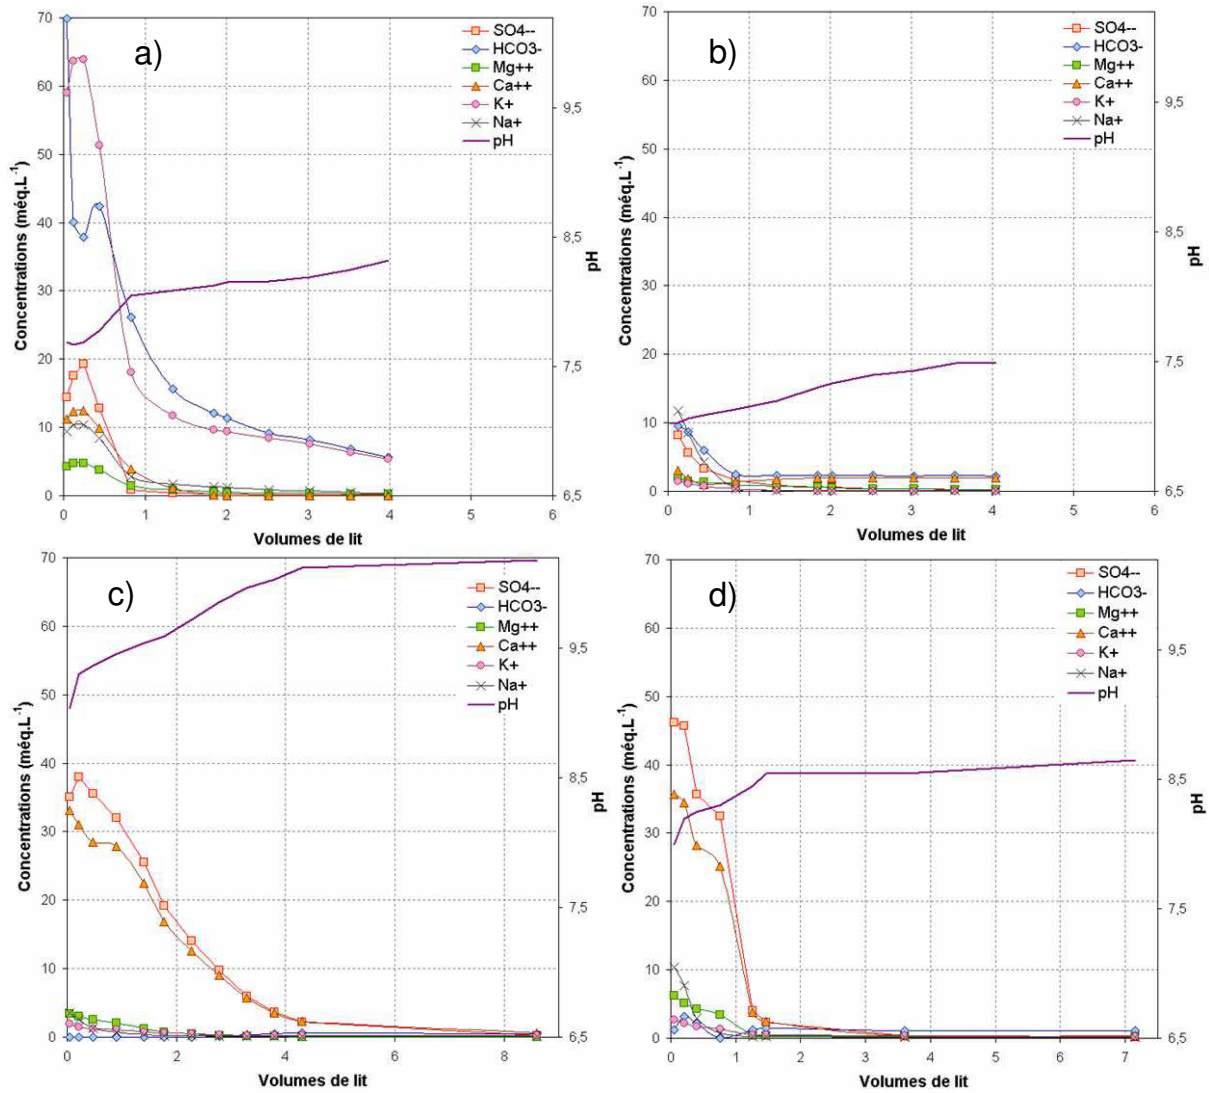 a)
70
60
50
40
30
20
10
0
Concentrations (méq.L-1)
SO4--
HCO3-
Mg++
Ca++
K+
Na+
pH
9,5
8,5
7,5
6,5
pH
0 1 2 3 4 5 6
Volumes de lit
b)
70
60
50
40
30
20
10
0
Concentrations (méq.L-1)
SO4--
HCO3-
Mg++
Ca++
K+
Na+
pH
9,5
8,5
7,5
6,5
pH
0 1 2 3 4 5 6
Volumes de lit
c)
70
60
50
40
30
20
10
0
Concentrations (méq.L-1)
SO4--
HCO3-
Mg++
Ca++
K+
Na+
pH
9,5
8,5
7,5
6,5
pH
0 2 4 6 8
Volumes de lit
d)
70
60
50
40
30
20
10
0
Concentrations (méq.L-1)
SO4--
HCO3-
Mg++
Ca++
K+
Na+
pH
9,5
8,5
7,5
6,5
pH
0 1 2 3 4 5 6 7
Volumes de lit